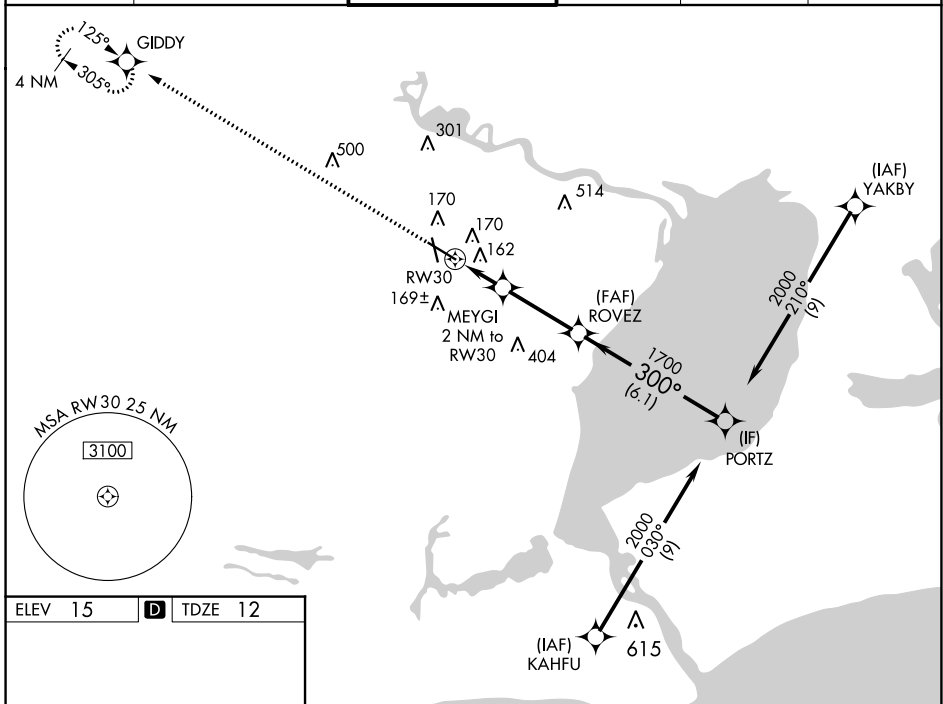 GIDDY
125°
305°
4 NM
500
301
514
170
170
162
RW30
169±
MEYGI
2 NM to
RW30
404
(FAF)
ROVEZ
(IAF)
YAKBY
2000
210°
(9)
1700
300°
(6.1)
(IF)
PORTZ
MSA RW30 25 NM
3100
2000
030°
(9)
(IAF)
KAHFU
615
ELEV 15 D TDZE 12